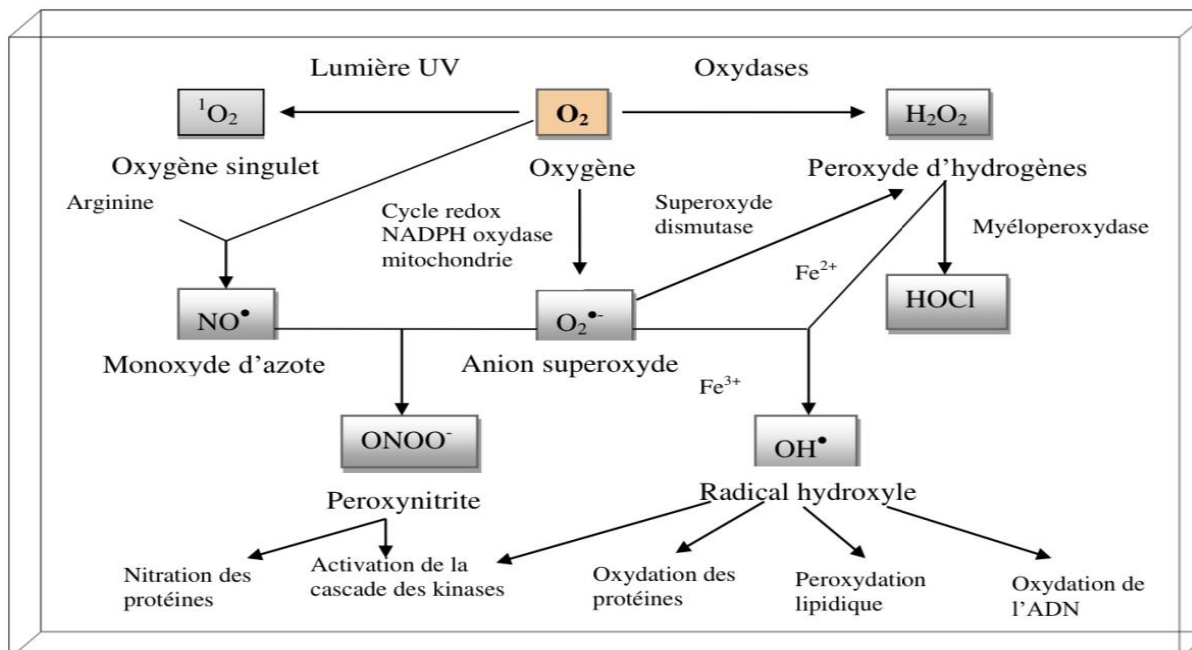 Lumière UV
Oxydases
¹O₂
O₂
H₂O₂
Oxygène singulet
Oxygène
Peroxyde d’hydrogènes
Arginine
Cycle redox
NADPH oxydase
mitochondrie
Superoxyde
dismutase
Myéloperoxydase
Fe²⁺
NO•
O₂•-
HOCl
Monoxyde d’azote
Anion superoxyde
Fe³⁺
ONOO⁻
OH•
Peroxynitrite
Radical hydroxyle
Nitration des
protéines
Activation de la
cascade des kinases
Oxydation des
protéines
Peroxydation
lipidique
Oxydation de
l’ADN